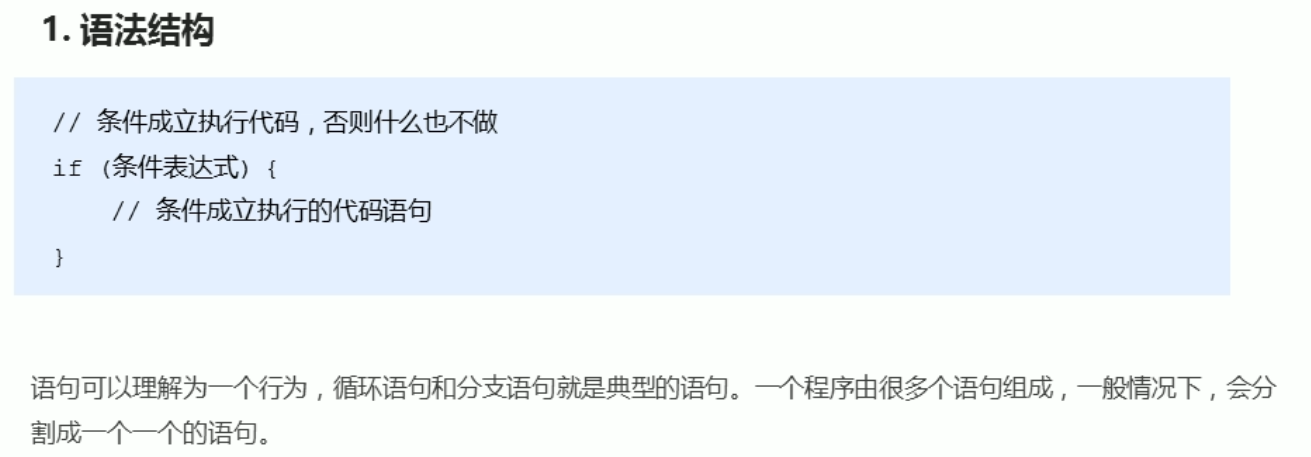 1. 语法结构
// 条件成立执行代码，否则什么也不做
if (条件表达式) {
// 条件成立执行的代码语句
}
语句可以理解为一个行为，循环语句和分支语句就是典型的语句。一个程序由很多个语句组成，一般情况下，会分
割成一个一个的语句。